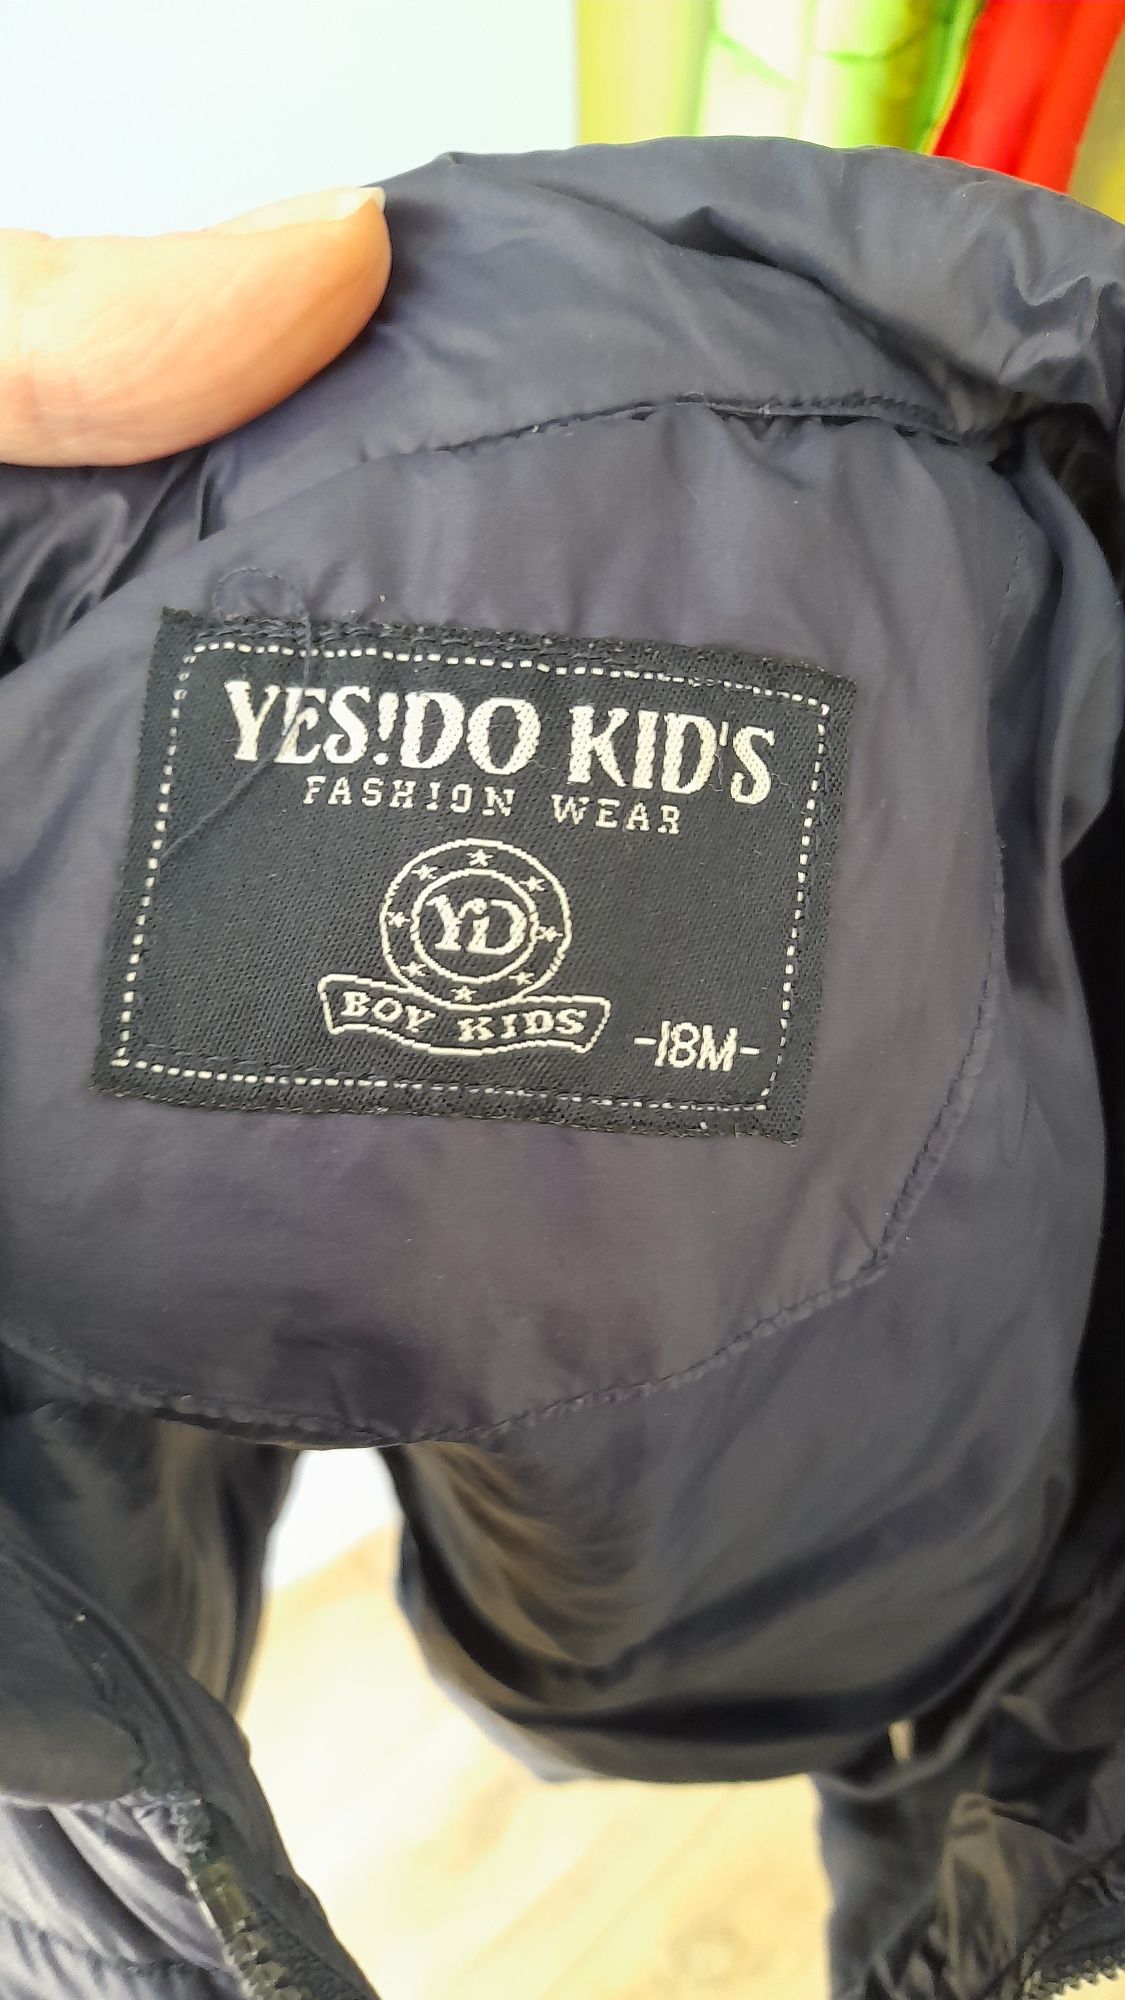 YES!DO KID'S
FASHION WEAR
YD
BOY KIDS
-18M-